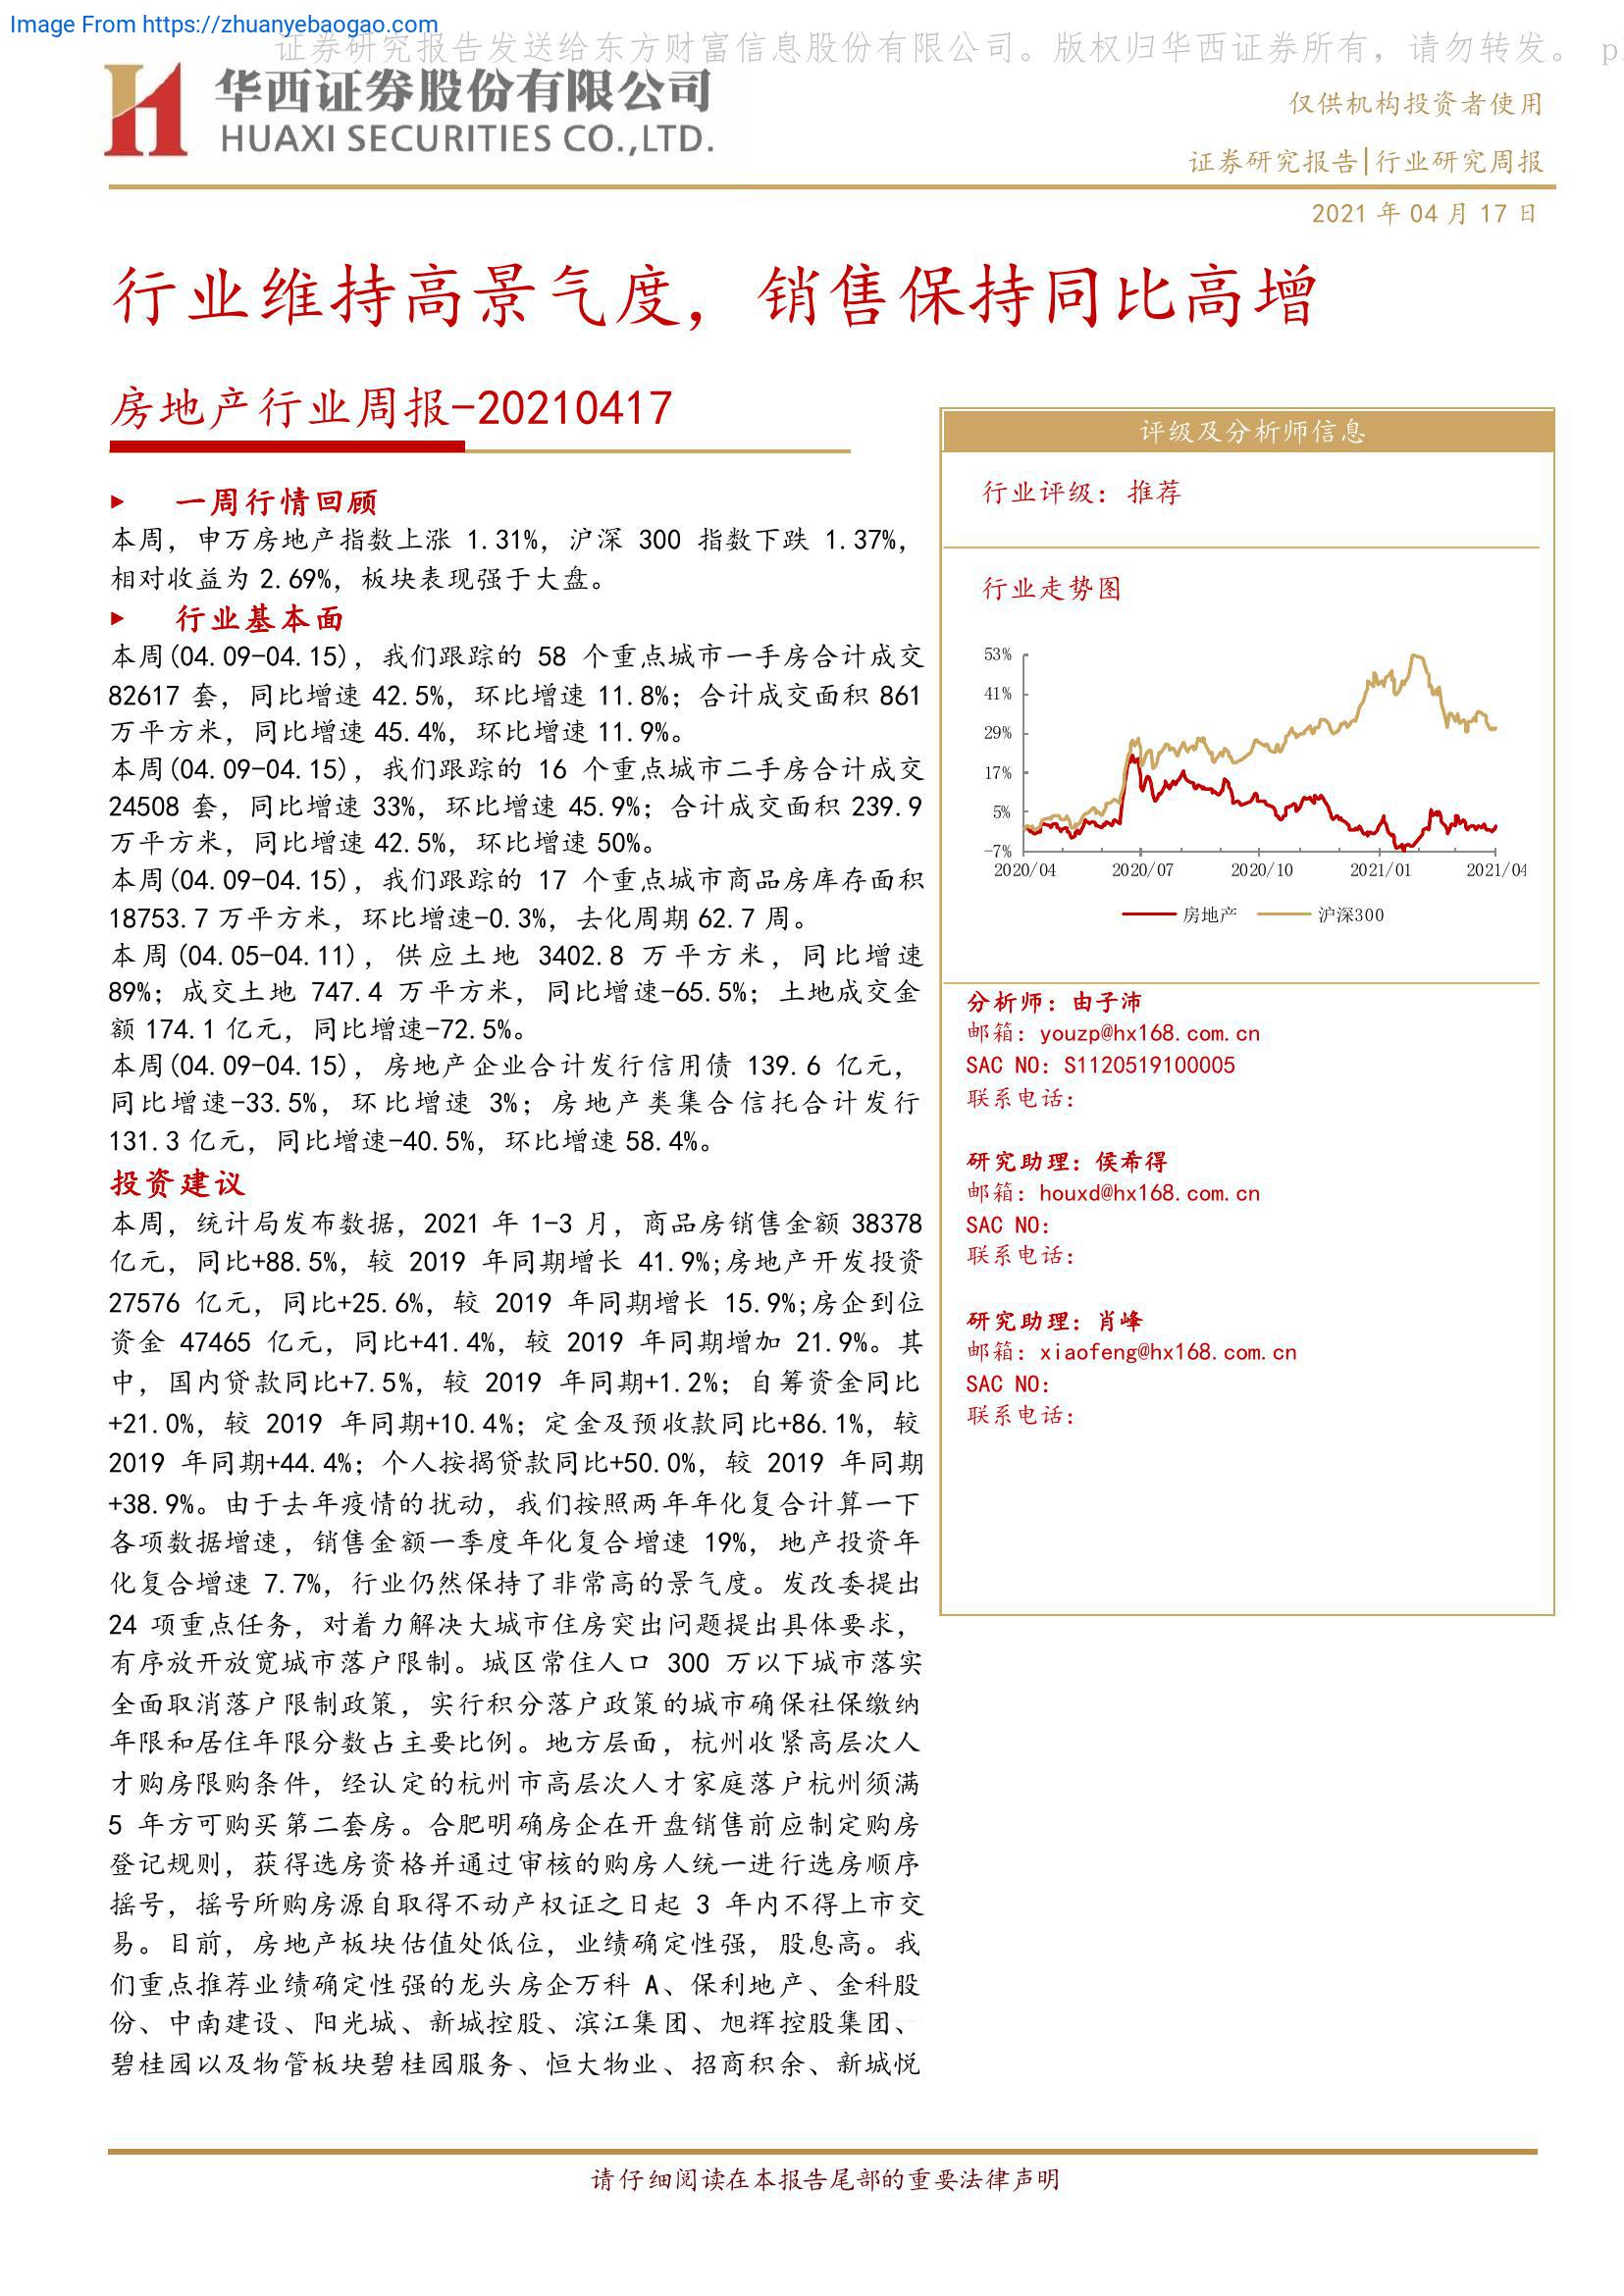 Image From https://zhuanyebaogao.com
证券研究报告发送给东方财富信息股份有限公司。版权归华西证券所有，请勿转发。 p
华西证券股份有限公司
HUAXI SECURITIES CO.,LTD.
仅供机构投资者使用
证券研究报告|行业研究周报
2021 年 04 月 17 日
行业维持高景气度，销售保持同比高增
房地产行业周报-20210417
一周行情回顾
本周，申万房地产指数上涨 1.31%，沪深 300 指数下跌 1.37%，
相对收益为 2.69%，板块表现强于大盘。
行业基本面
本周(04.09-04.15)，我们跟踪的 58 个重点城市一手房合计成交
82617 套，同比增速 42.5%，环比增速 11.8%；合计成交面积 861
万平方米，同比增速 45.4%，环比增速 11.9%。
本周(04.09-04.15)，我们跟踪的 16 个重点城市二手房合计成交
24508 套，同比增速 33%，环比增速 45.9%；合计成交面积 239.9
万平方米，同比增速 42.5%，环比增速 50%。
本周(04.09-04.15)，我们跟踪的 17 个重点城市商品房库存面积
18753.7 万平方米，环比增速-0.3%，去化周期 62.7 周。
本周(04.05-04.11)，供应土地 3402.8 万平方米，同比增速
89%；成交土地 747.4 万平方米，同比增速-65.5%；土地成交金
额 174.1 亿元，同比增速-72.5%。
本周(04.09-04.15)，房地产企业合计发行信用债 139.6 亿元，
同比增速-33.5%，环比增速 3%；房地产类集合信托合计发行
131.3 亿元，同比增速-40.5%，环比增速 58.4%。
投资建议
本周，统计局发布数据，2021 年 1-3 月，商品房销售金额 38378
亿元，同比+88.5%，较 2019 年同期增长 41.9%;房地产开发投资
27576 亿元，同比+25.6%，较 2019 年同期增长 15.9%;房企到位
资金 47465 亿元，同比+41.4%，较 2019 年同期增加 21.9%。其
中，国内贷款同比+7.5%，较 2019 年同期+1.2%；自筹资金同比
+21.0%，较 2019 年同期+10.4%；定金及预收款同比+86.1%，较
2019 年同期+44.4%；个人按揭贷款同比+50.0%，较 2019 年同期
+38.9%。由于去年疫情的扰动，我们按照两年年化复合计算一下
各项数据增速，销售金额一季度年化复合增速 19%，地产投资年
化复合增速 7.7%，行业仍然保持了非常高的景气度。发改委提出
24 项重点任务，对着力解决大城市住房突出问题提出具体要求，
有序放开放宽城市落户限制。城区常住人口 300 万以下城市落实
全面取消落户限制政策，实行积分落户政策的城市确保社保缴纳
年限和居住年限分数占主要比例。地方层面，杭州收紧高层次人
才购房限购条件，经认定的杭州市高层次人才家庭落户杭州须满
5 年方可购买第二套房。合肥明确房企在开盘销售前应制定购房
登记规则，获得选房资格并通过审核的购房人统一进行选房顺序
摇号，摇号所购房源自取得不动产权证之日起 3 年内不得上市交
易。目前，房地产板块估值处低位，业绩确定性强，股息高。我
们重点推荐业绩确定性强的龙头房企万科 A、保利地产、金科股
份、中南建设、阳光城、新城控股、滨江集团、旭辉控股集团、
碧桂园以及物管板块碧桂园服务、恒大物业、招商积余、新城悦
评级及分析师信息
行业评级：推荐
行业走势图
53%
41%
29%
17%
5%
-7%
2020/04 2020/07 2020/10 2021/01 2021/04
房地产 沪深300
分析师：由子沛
邮箱：youzp@hx168.com.cn
SAC NO：S1120519100005
联系电话：
研究助理：侯希得
邮箱：houxd@hx168.com.cn
SAC NO：
联系电话：
研究助理：肖峰
邮箱：xiaofeng@hx168.com.cn
SAC NO：
联系电话：
请仔细阅读在本报告尾部的重要法律声明